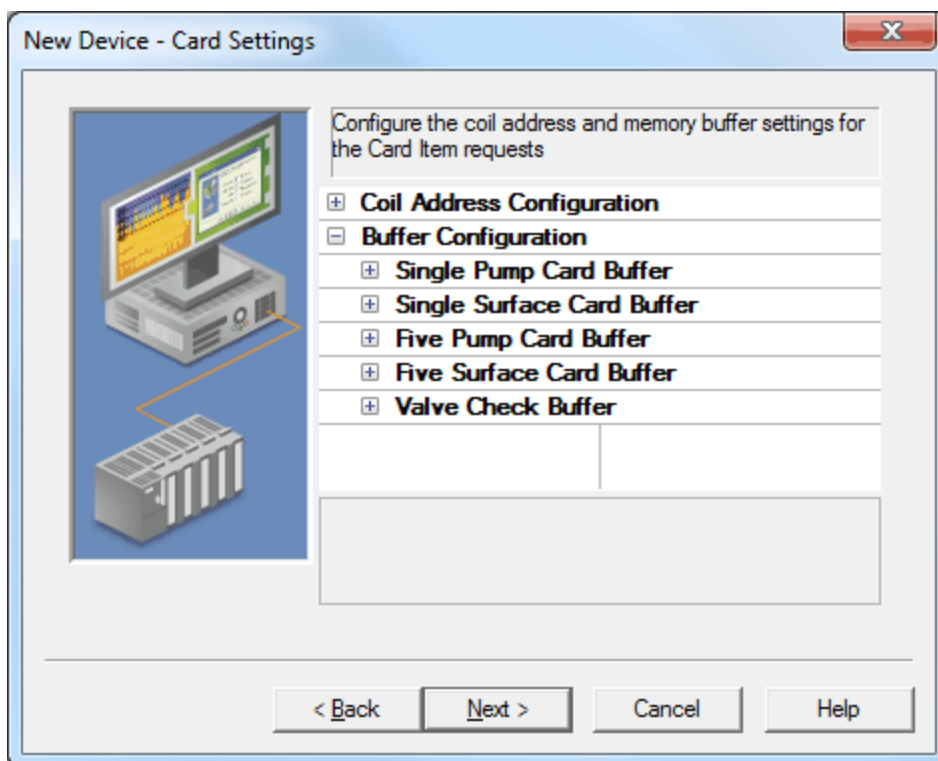 New Device - Card Settings
Configure the coil address and memory buffer settings for
the Card Item requests
Coil Address Configuration
Buffer Configuration
Single Pump Card Buffer
Single Surface Card Buffer
Five Pump Card Buffer
Five Surface Card Buffer
Valve Check Buffer
< Back
Next >
Cancel
Help